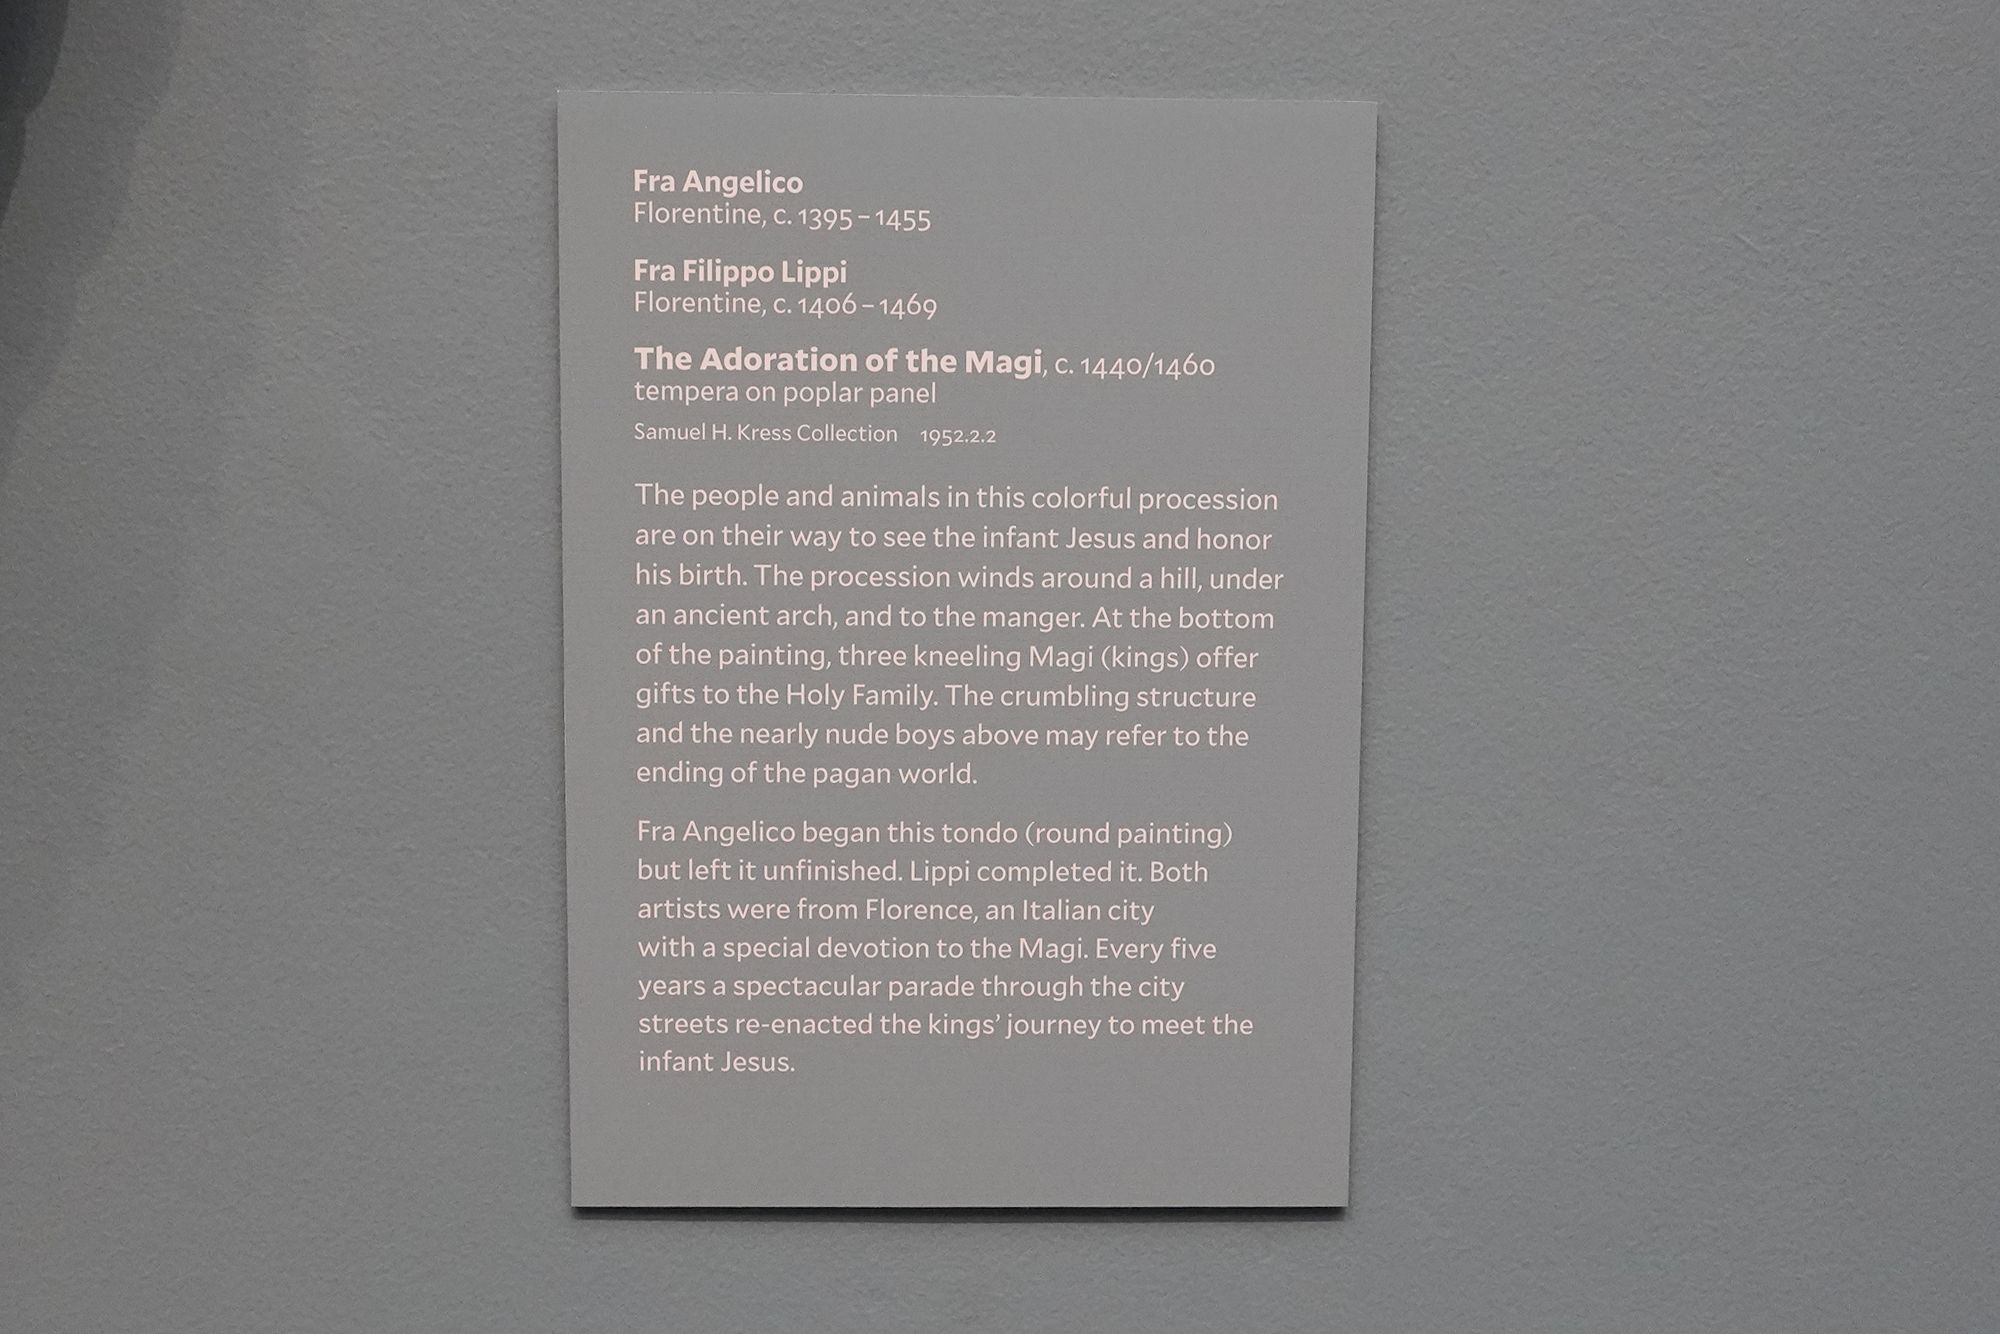 Fra Angelico
Florentine, c. 1395 – 1455
Fra Filippo Lippi
Florentine, c. 1406 – 1469
The Adoration of the Magi, c. 1440/1460
tempera on poplar panel
Samuel H. Kress Collection 1952.2.2
The people and animals in this colorful procession
are on their way to see the infant Jesus and honor
his birth. The procession winds around a hill, under
an ancient arch, and to the manger. At the bottom
of the painting, three kneeling Magi (kings) offer
gifts to the Holy Family. The crumbling structure
and the nearly nude boys above may refer to the
ending of the pagan world.
Fra Angelico began this tondo (round painting)
but left it unfinished. Lippi completed it. Both
artists were from Florence, an Italian city
with a special devotion to the Magi. Every five
years a spectacular parade through the city
streets re-enacted the kings’ journey to meet the
infant Jesus.